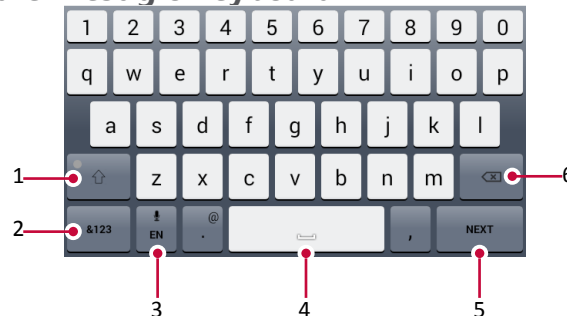 1 2 3 4 5 6 7 8 9 0
q w e r t y u i o p
a s d f g h j k l
1 z x c v b n m 6
2 &123 EN @ . , NEXT
3 4 5